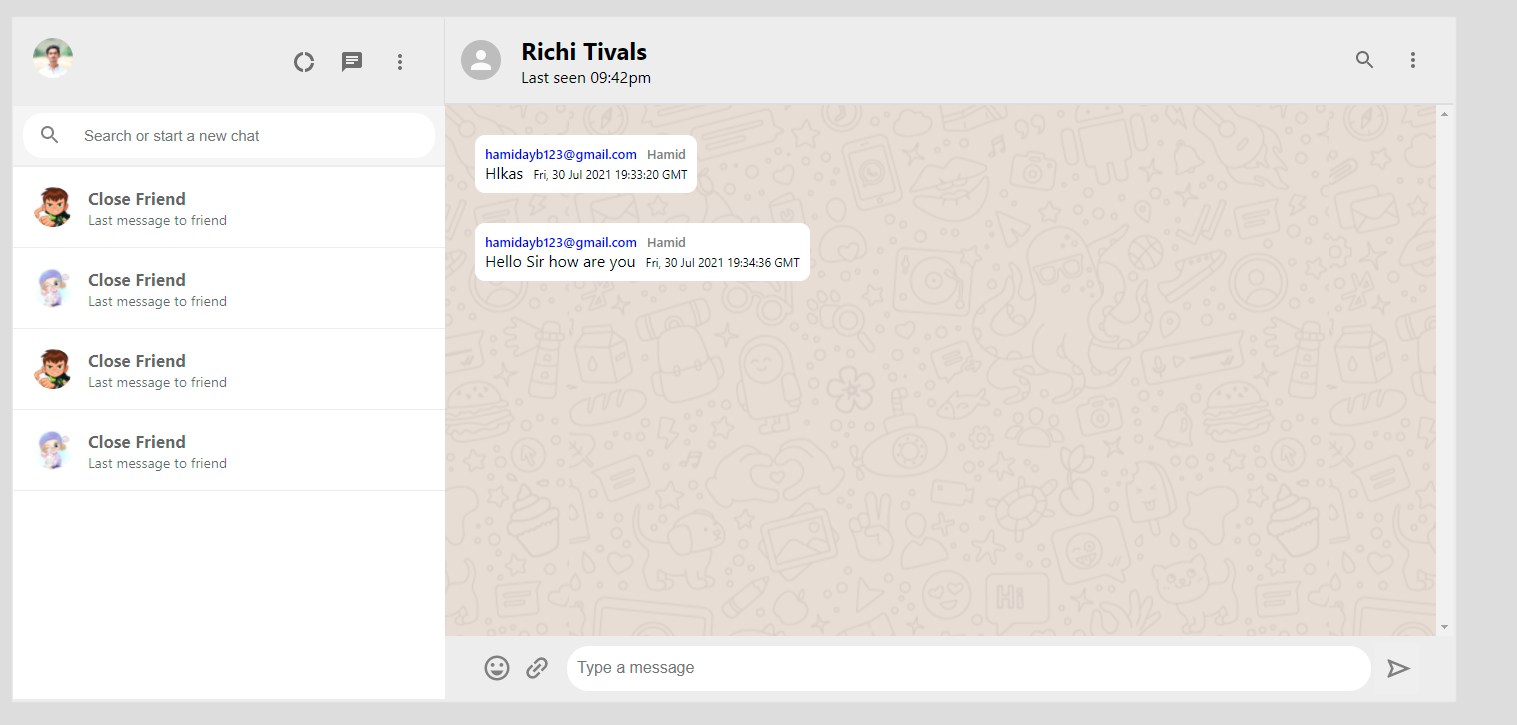 Richi Tivals
Last seen 09:42pm
Search or start a new chat
Close Friend
Last message to friend
Close Friend
Last message to friend
Close Friend
Last message to friend
Close Friend
Last message to friend
hamidayb123@gmail.com Hamid
Hlkas Fri, 30 Jul 2021 19:33:20 GMT
hamidayb123@gmail.com Hamid
Hello Sir how are you Fri, 30 Jul 2021 19:34:36 GMT
Hi
Type a message